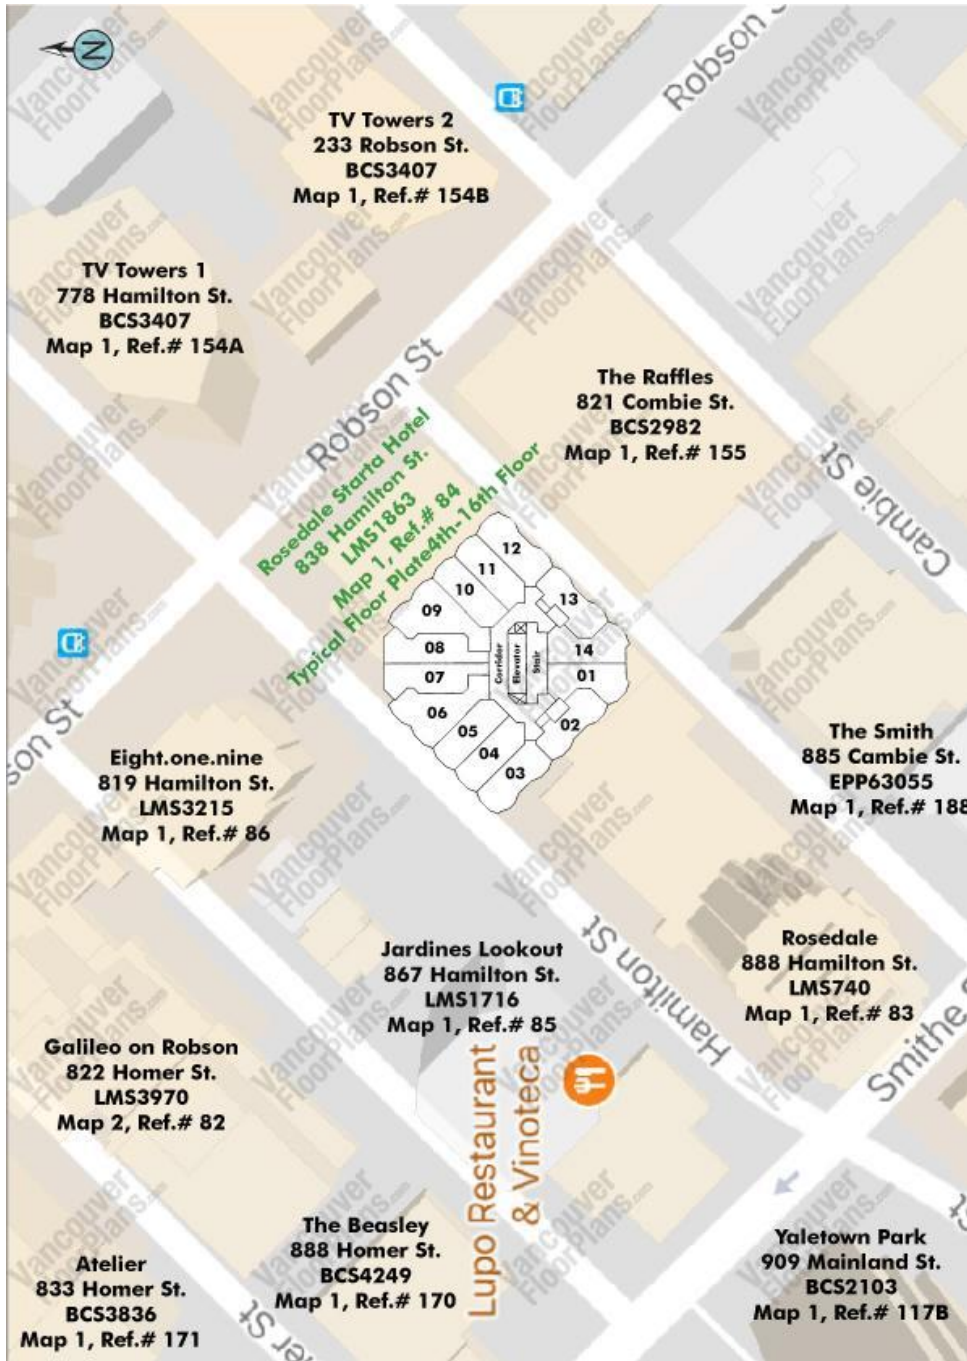 N
Robson S
TV Towers 2
233 Robson St.
BCS3407
Map 1, Ref.# 154B
TV Towers 1
778 Hamilton St.
BCS3407
Map 1, Ref.# 154A
Robson St
The Raffles
821 Combie St.
BCS2982
Map 1, Ref.# 155
Cambie St
Rosedale Starta Hotel
838 Hamilton St.
LMS1863
Map 1, Ref.# 84
Typical Floor Plate4th-16th Floor
12
11
10
13
09
08
14
07
01
06
02
05
04
03
Corridor
Elevator
Stair
son St
Eight.one.nine
819 Hamilton St.
LMS3215
Map 1, Ref.# 86
The Smith
885 Cambie St.
EPP63055
Map 1, Ref.# 188
Hamilton St
Jardines Lookout
867 Hamilton St.
LMS1716
Map 1, Ref.# 85
Rosedale
888 Hamilton St.
LMS740
Map 1, Ref.# 83
Smithe S
Galileo on Robson
822 Homer St.
LMS3970
Map 2, Ref.# 82
Lupo Restaurant
& Vinoteca
The Beasley
888 Homer St.
BCS4249
Map 1, Ref.# 170
Atelier
833 Homer St.
BCS3836
Map 1, Ref.# 171
Yaletown Park
909 Mainland St.
BCS2103
Map 1, Ref.# 117B
er St
st
Vancouver
FloorPlans.com